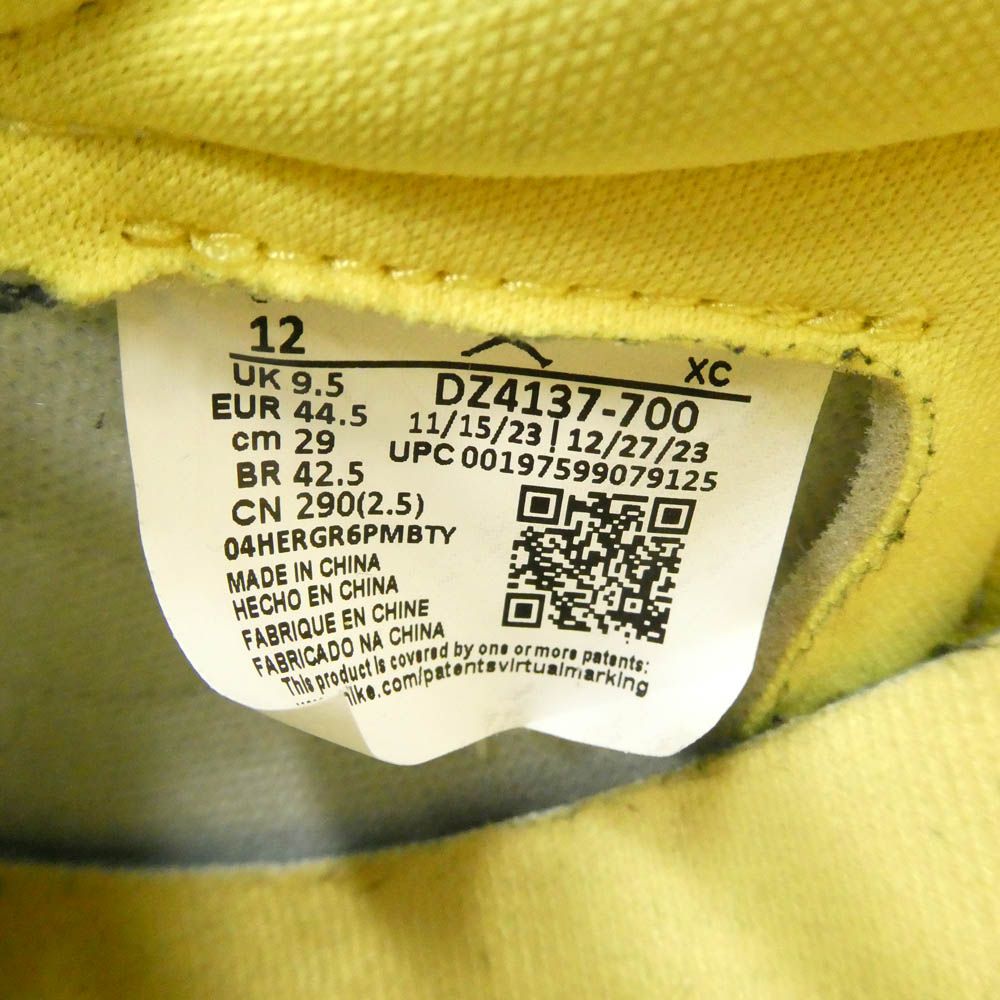 12
XC
UK 9.5
EUR 44.5
cm 29
BR 42.5
CN 290(2.5)
04HERGR6PMBTY
DZ4137-700
11/15/23 | 12/27/23
UPC 00197599079125
MADE IN CHINA
HECHO EN CHINA
FABRIQUE EN CHINE
FABRICADO NA CHINA
This product is covered by one or more patents:
nike.com/patentsvirtualmarking